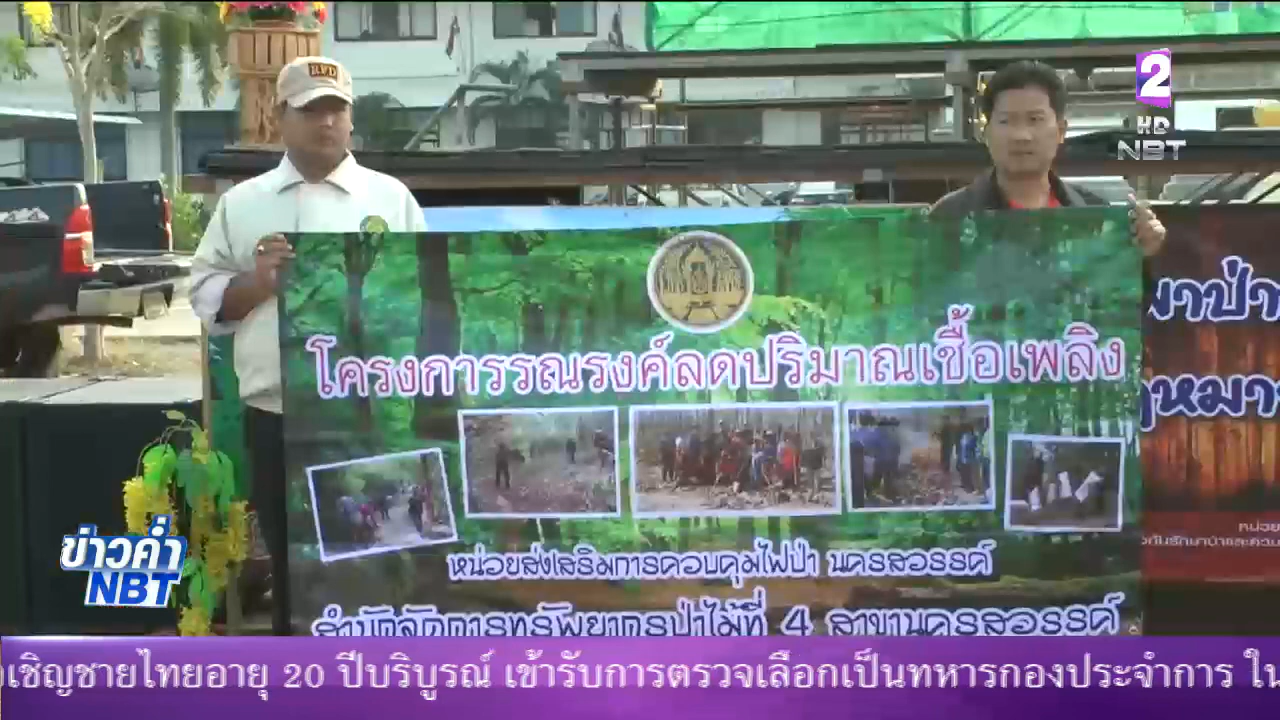 RFD
2
HD
NBT
โครงการรณรงค์ลดปริมาณเชื้อเพลิง
หน่วยส่งเสริมการควบคุมไฟป่า นครสวรรค์
สำนักจัดการทรัพยากรป่าไม้ที่ 4 สาขานครสวรรค์
ข่าวค่ำ
NBT
เชิญชายไทยอายุ 20 ปีบริบูรณ์ เข้ารับการตรวจเลือกเป็นทหารกองประจำการ ใน